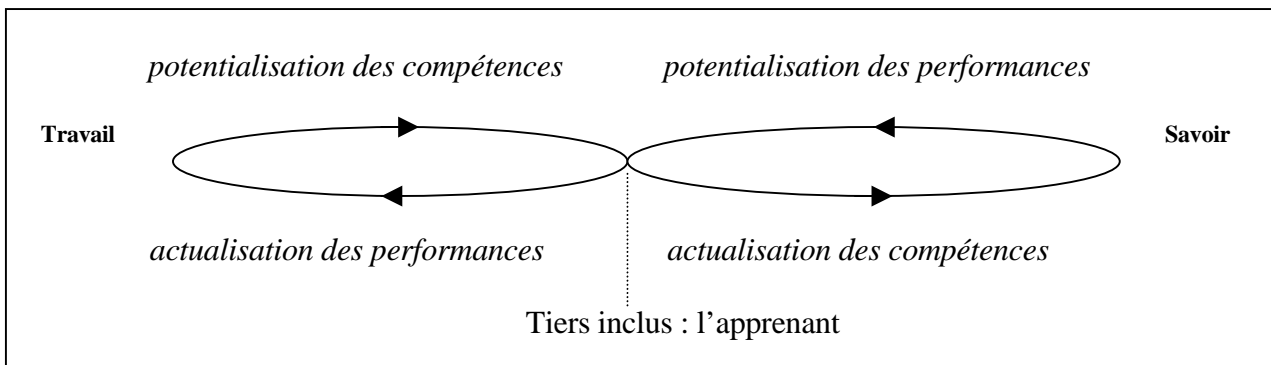 potentialisation des compétences potentialisation des performances
Travail Savoir
actualisation des performances actualisation des compétences
Tiers inclus : l’apprenant